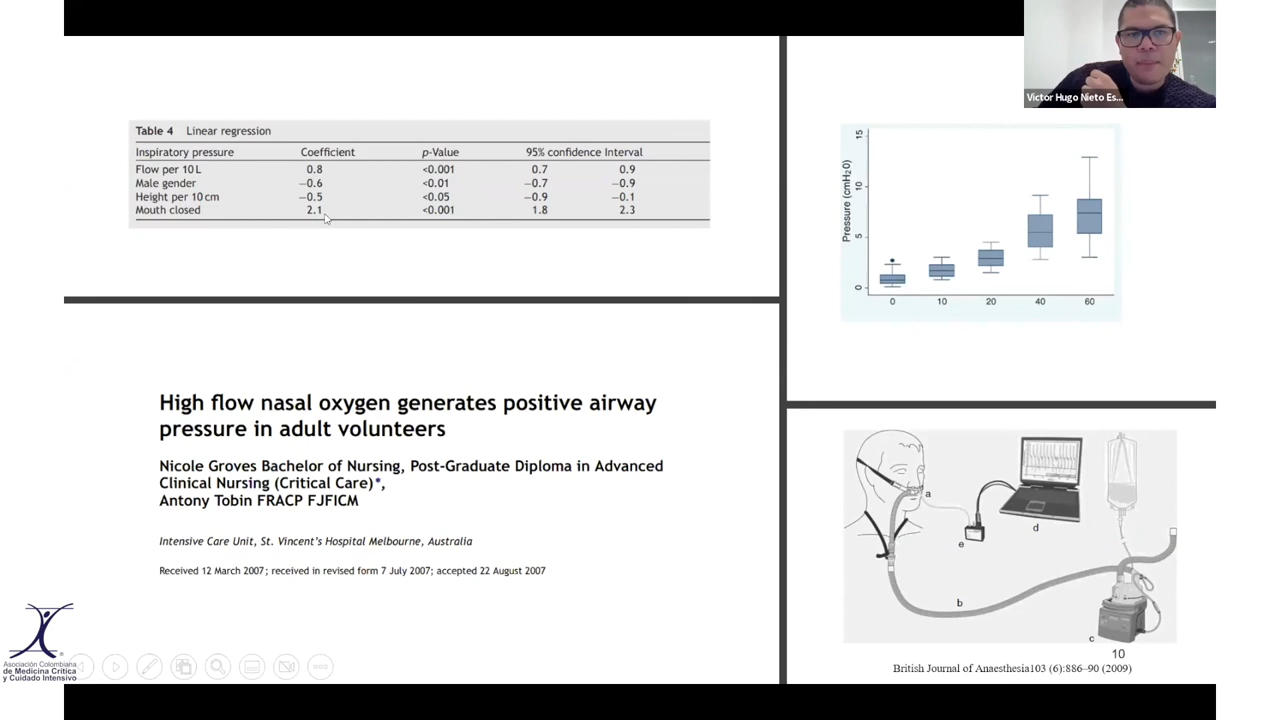 Victor Hugo Nieto Es...
Table 4 Linear regression
Inspiratory pressure Coefficient p-Value 95% confidence Interval
Flow per 10 L 0.8 <0.001 0.7 0.9
Male gender −0.6 <0.01 −0.7 −0.9
Height per 10 cm −0.5 <0.05 −0.9 −0.1
Mouth closed 2.1 <0.001 1.8 2.3
Pressure (cmH20)
15
10
5
0
0 10 20 40 60
High flow nasal oxygen generates positive airway
pressure in adult volunteers
Nicole Groves Bachelor of Nursing, Post-Graduate Diploma in Advanced
Clinical Nursing (Critical Care)*,
Antony Tobin FRACP FJFICM
Intensive Care Unit, St. Vincent's Hospital Melbourne, Australia
Received 12 March 2007; received in revised form 7 July 2007; accepted 22 August 2007
a
e
d
b
c
10
British Journal of Anaesthesia103 (6):886–90 (2009)
Asociación Colombiana
de Medicina Crítica
y Cuidado Intensivo